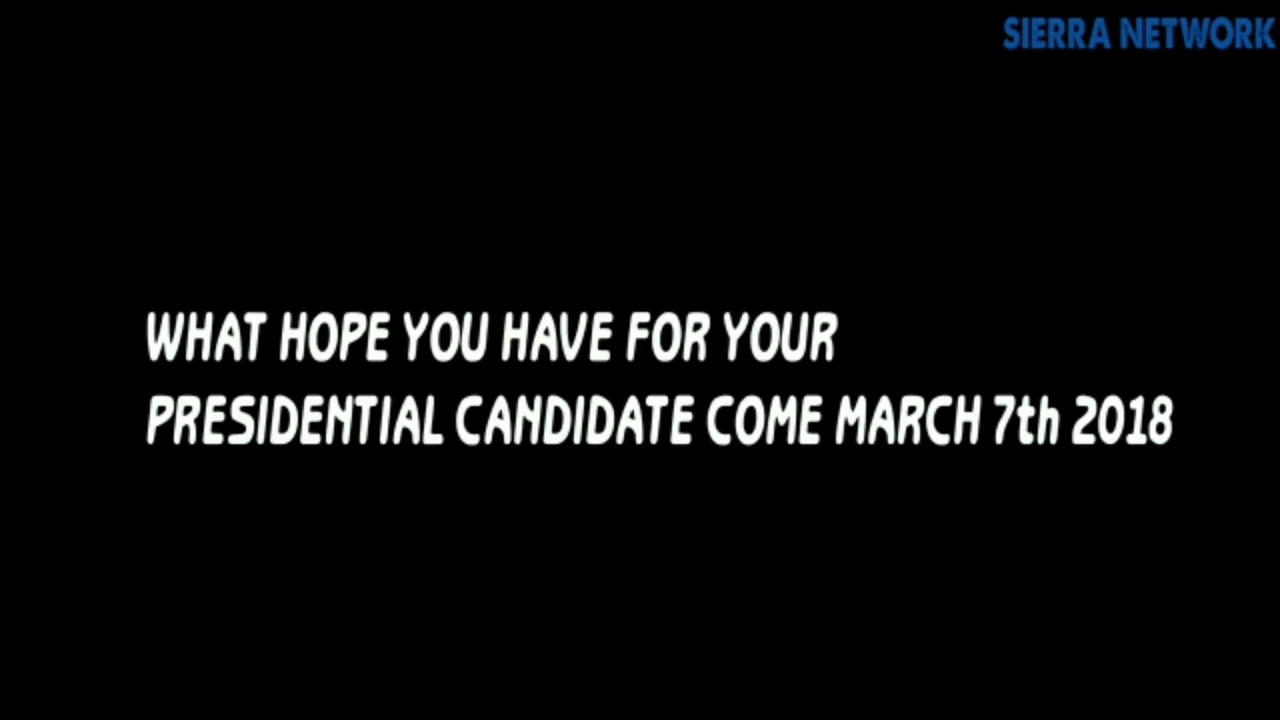 SIERRA NETWORK
WHAT HOPE YOU HAVE FOR YOUR
PRESIDENTIAL CANDIDATE COME MARCH 7th 2018